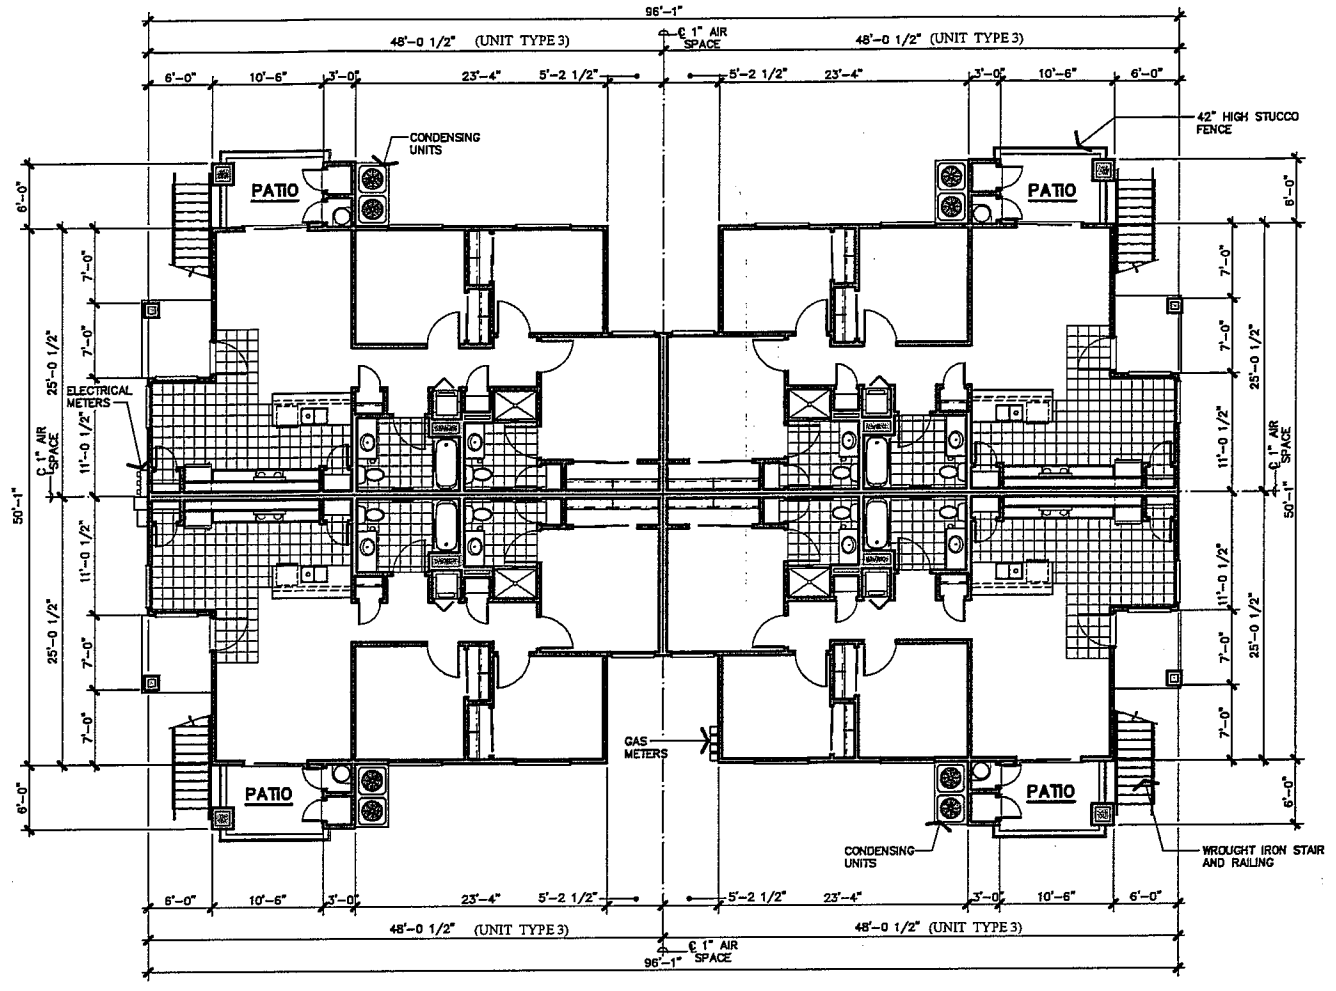 96'-1"
48'-0 1/2" (UNIT TYPE 3)
℄ 1" AIR
SPACE
48'-0 1/2" (UNIT TYPE 3)
6'-0"
10'-6"
3'-0"
23'-4"
5'-2 1/2"
5'-2 1/2"
23'-4"
3'-0"
10'-6"
6'-0"
CONDENSING
UNITS
42" HIGH STUCCO
FENCE
PATIO
PATIO
6'-0"
6'-0"
7'-0"
7'-0"
7'-0"
7'-0"
25'-0 1/2"
25'-0 1/2"
ELECTRICAL
METERS
11'-0 1/2"
11'-0 1/2"
℄ 1" AIR
SPACE
℄ 1" AIR
SPACE
50'-1"
50'-1"
11'-0 1/2"
11'-0 1/2"
25'-0 1/2"
25'-0 1/2"
7'-0"
7'-0"
7'-0"
7'-0"
GAS
METERS
PATIO
PATIO
6'-0"
6'-0"
CONDENSING
UNITS
WROUGHT IRON STAIR
AND RAILING
6'-0"
10'-6"
3'-0"
23'-4"
5'-2 1/2"
5'-2 1/2"
23'-4"
3'-0"
10'-6"
6'-0"
48'-0 1/2" (UNIT TYPE 3)
48'-0 1/2" (UNIT TYPE 3)
℄ 1" AIR
SPACE
96'-1"